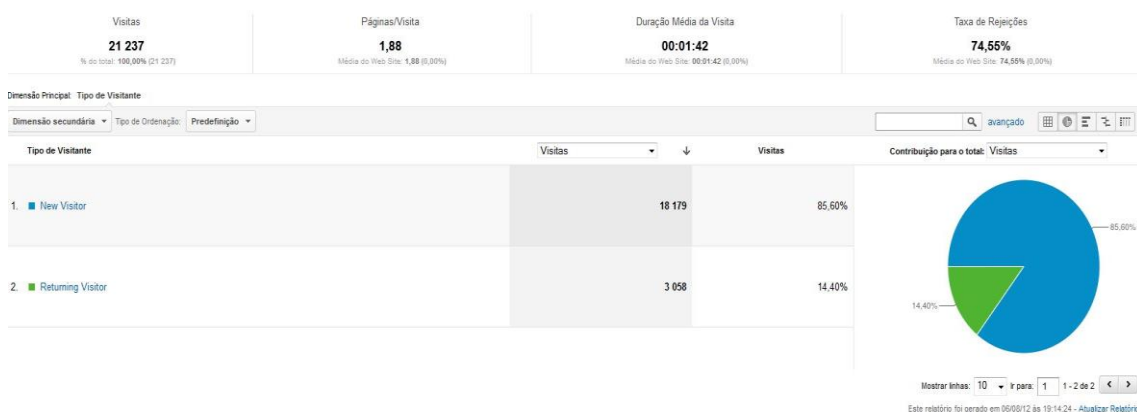 Visitas Páginas/Visita Duração Média da Visita Taxa de Rejeições
21 237 1,88 00:01:42 74,55%
% do total: 100,00% (21 237) Média do Web Site: 1,88 (0,00%) Média do Web Site: 00:01:42 (0,00%) Média do Web Site: 74,55% (0,00%)
Dimensão Principal: Tipo de Visitante
Dimensão secundária Tipo de Ordenação: Predefinição avançado
Tipo de Visitante Visitas Visitas Contribuição para o total: Visitas
1. New Visitor 18 179 85,60%
2. Returning Visitor 3 058 14,40%
85,60%
14,40%
Mostrar linhas: 10 Ir para: 1 1 - 2 de 2
Este relatório foi gerado em 06/08/12 às 19:14:24 - Atualizar Relatório